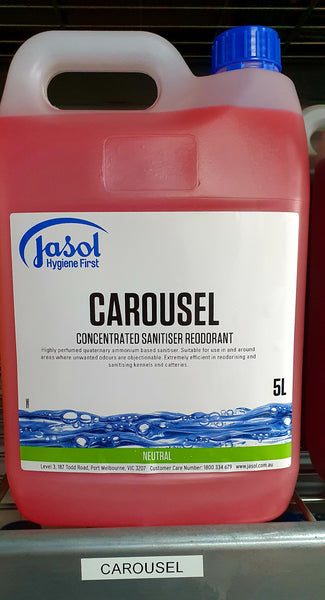 Jasol
Hygiene First
CAROUSEL
CONCENTRATED SANITISER REODORANT
Highly perfumed quaternary ammonium based sanitiser. Suitable for use in and around
areas where unwanted odours are objectionable. Extremely efficient in reodorising and
sanitising kennels and catteries.
5L
NEUTRAL
Level 3, 187 Todd Road, Port Melbourne, VIC 3207 Customer Care Number: 1800 334 679 www.jasol.com.au
CAROUSEL